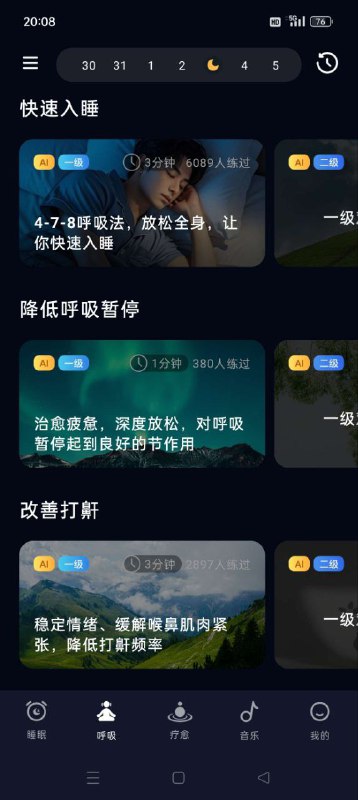 20:08
HD 5G 76
30 31 1 2 4 5
快速入睡
AI 一级 3分钟 6089人练过
4-7-8呼吸法，放松全身，让
你快速入睡
AI 二级
一级
降低呼吸暂停
AI 一级 1分钟 380人练过
治愈疲惫，深度放松，对呼吸
暂停起到良好的节作用
AI 二级
一级
改善打鼾
AI 一级 3分钟 2897人练过
稳定情绪、缓解喉鼻肌肉紧
张，降低打鼾频率
AI 二级
一级
睡眠 呼吸 疗愈 音乐 我的